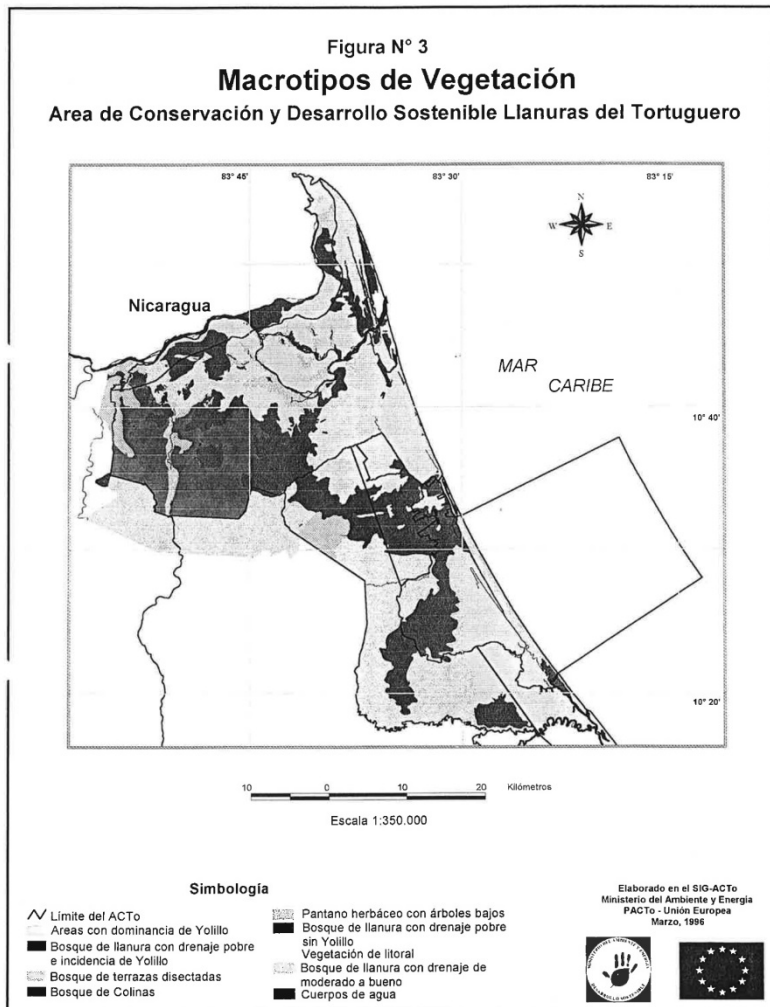 Figura N° 3
Macrotipos de Vegetación
Area de Conservación y Desarrollo Sostenible Llanuras del Tortuguero
83° 45'
83° 30'
83° 15'
N
W E
S
Nicaragua
MAR
CARIBE
10° 40'
10° 20'
10 0 10 20 Kilómetros
Escala 1:350.000
Simbología
Límite del ACTo
Areas con dominancia de Yolillo
Bosque de llanura con drenaje pobre
e incidencia de Yolillo
Bosque de terrazas disectadas
Bosque de Colinas
Pantano herbáceo con árboles bajos
Bosque de llanura con drenaje pobre
sin Yolillo
Vegetación de litoral
Bosque de llanura con drenaje de
moderado a bueno
Cuerpos de agua
Elaborado en el SIG-ACTo
Ministerio del Ambiente y Energia
PACTo - Unión Europea
Marzo, 1996